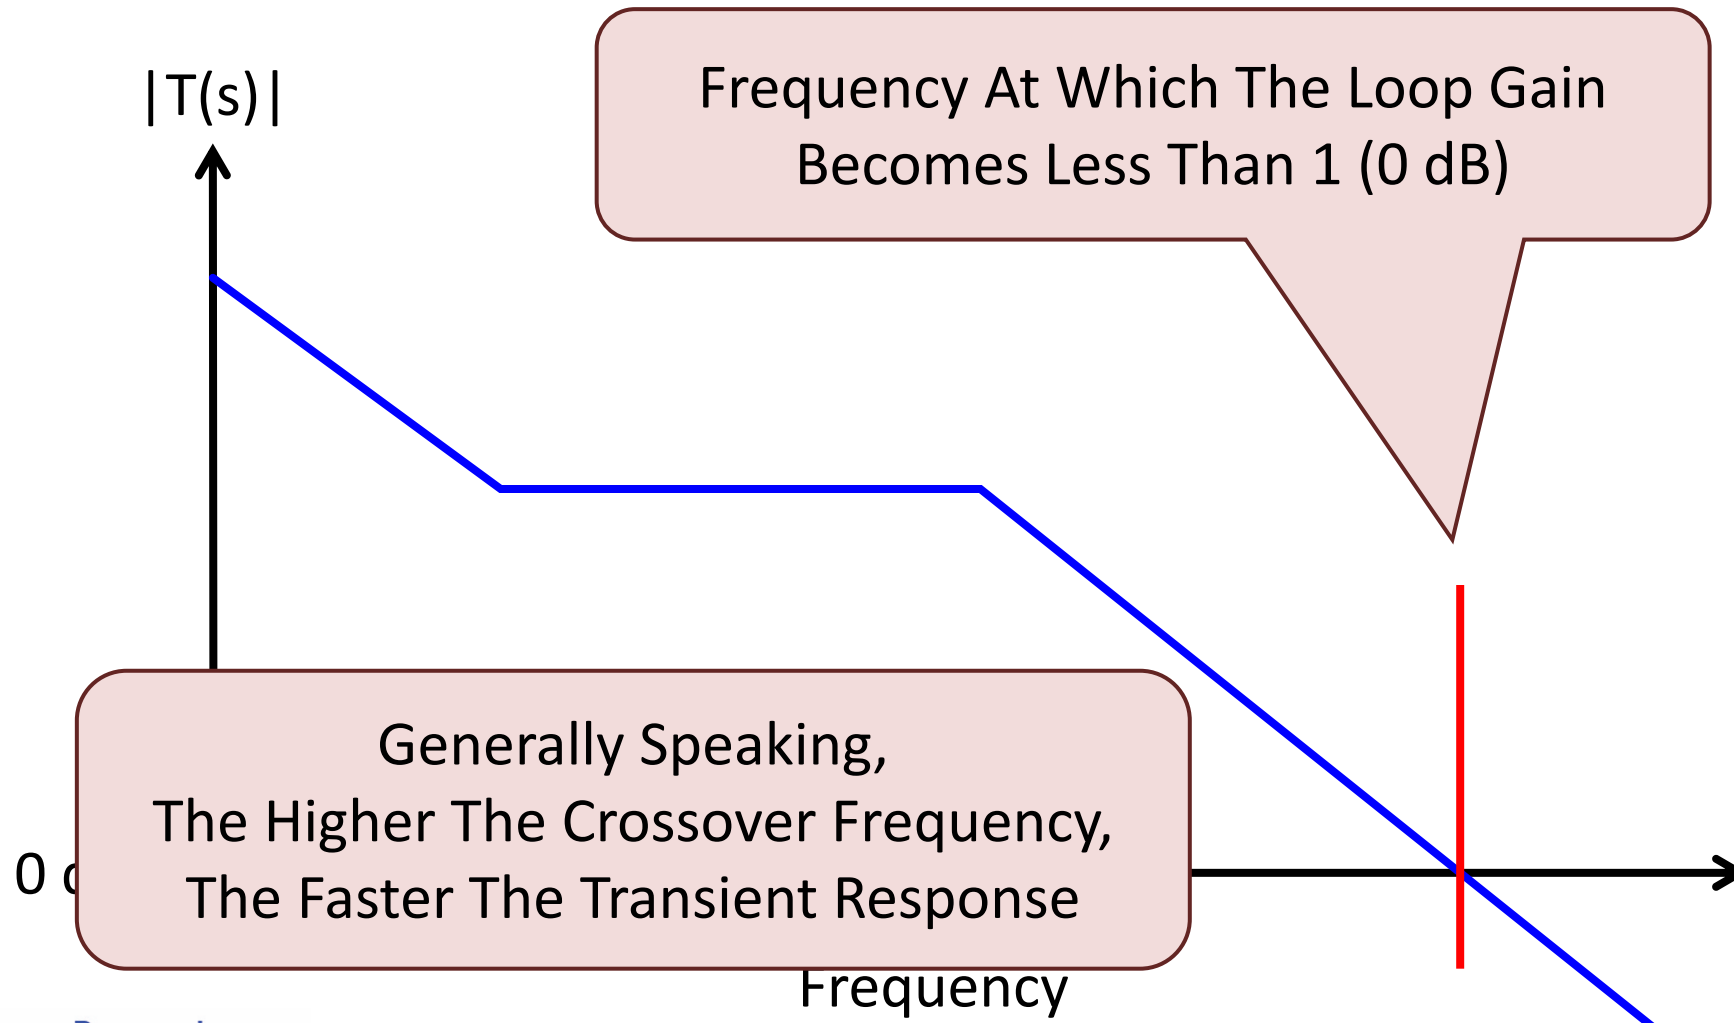 |T(s)|
Frequency At Which The Loop Gain
Becomes Less Than 1 (0 dB)
Generally Speaking,
The Higher The Crossover Frequency,
The Faster The Transient Response
0
Frequency